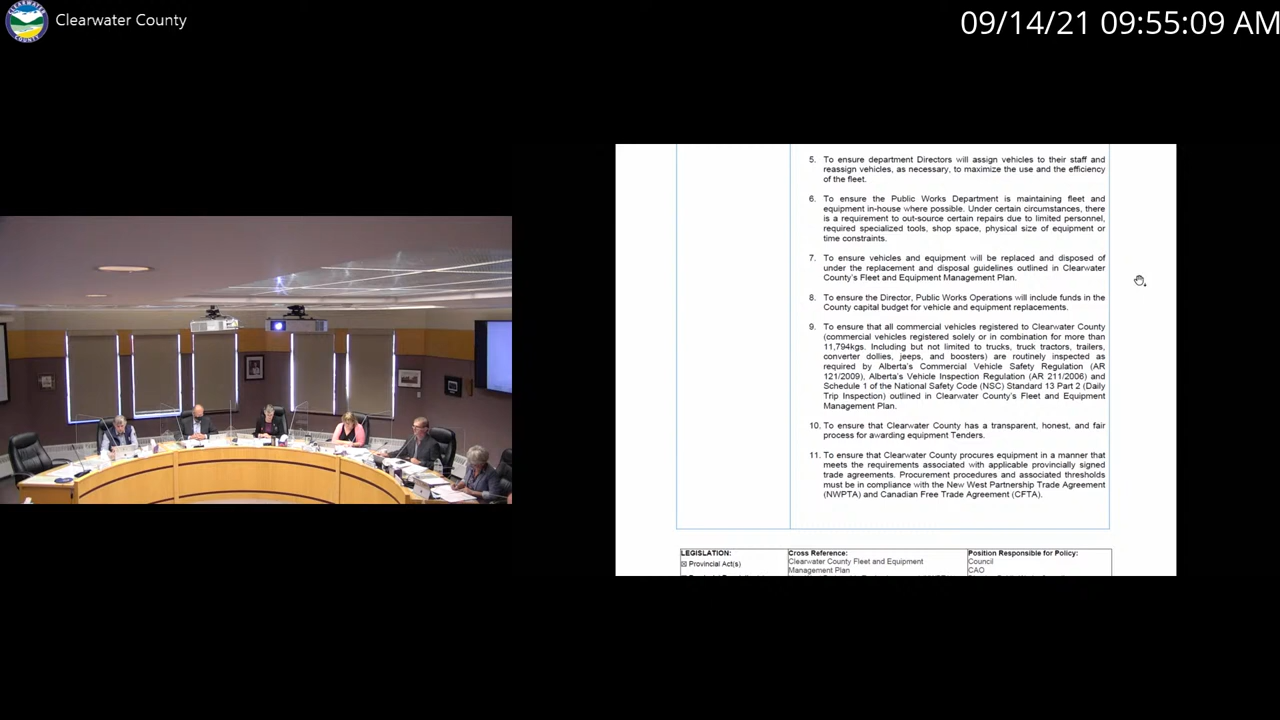 Clearwater County
09/14/21 09:55:09 AM
5. To ensure department Directors will assign vehicles to their staff and
reassign vehicles, as necessary, to maximize the use and the efficiency
of the fleet.
6. To ensure the Public Works Department is maintaining fleet and
equipment in-house where possible. Under certain circumstances, there
is a requirement to out-source certain repairs due to limited personnel,
required specialized tools, shop space, physical size of equipment or
time constraints.
7. To ensure vehicles and equipment will be replaced and disposed of
under the replacement and disposal guidelines outlined in Clearwater
County's Fleet and Equipment Management Plan.
8. To ensure the Director, Public Works Operations will include funds in the
County capital budget for vehicle and equipment replacements.
9. To ensure that all commercial vehicles registered to Clearwater County
(commercial vehicles registered solely or in combination for more than
11,794kgs. Including but not limited to trucks, truck tractors, trailers,
converter dollies, jeeps, and boosters) are routinely inspected as
required by Alberta's Commercial Vehicle Safety Regulation (AR
121/2009), Alberta's Vehicle Inspection Regulation (AR 211/2006) and
Schedule 1 of the National Safety Code (NSC) Standard 13 Part 2 (Daily
Trip Inspection) outlined in Clearwater County's Fleet and Equipment
Management Plan.
10. To ensure that Clearwater County has a transparent, honest, and fair
process for awarding equipment Tenders.
11. To ensure that Clearwater County procures equipment in a manner that
meets the requirements associated with applicable provincially signed
trade agreements. Procurement procedures and associated thresholds
must be in compliance with the New West Partnership Trade Agreement
(NWPTA) and Canadian Free Trade Agreement (CFTA).
LEGISLATION: Cross Reference: Position Responsible for Policy:
☒ Provincial Act(s) Clearwater County Fleet and Equipment Council
Management Plan CAO